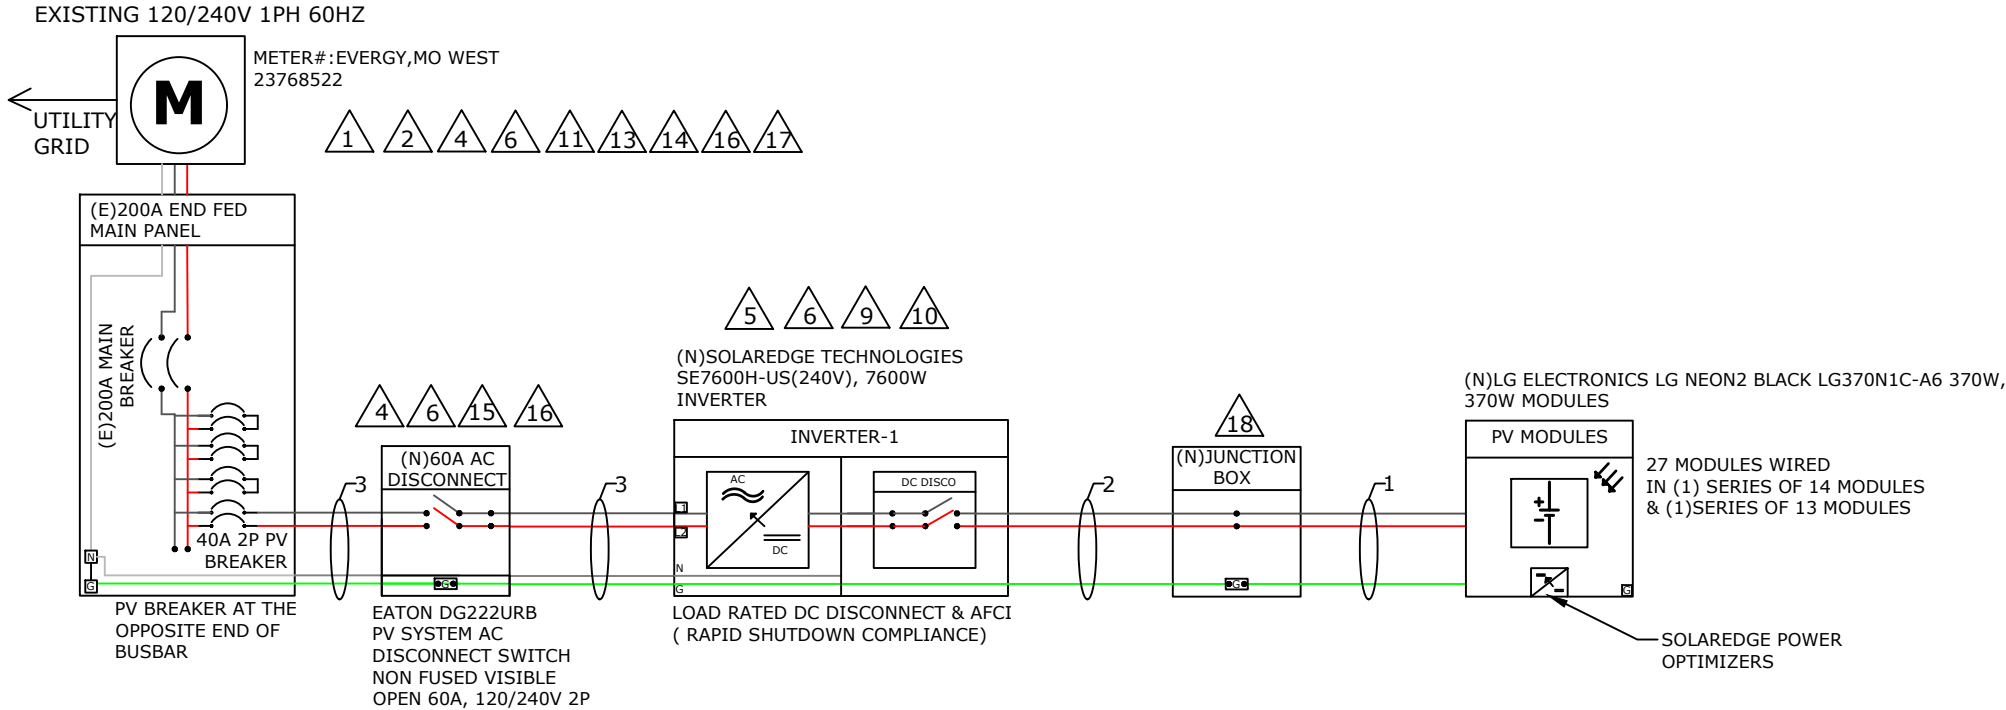 EXISTING 120/240V 1PH 60HZ
METER#:EVERGY,MO WEST
23768522
M
UTILITY
GRID
1 2 4 6 11 13 14 16 17
(E)200A END FED
MAIN PANEL
(E)200A MAIN
BREAKER
40A 2P PV
BREAKER
N
G
PV BREAKER AT THE
OPPOSITE END OF
BUSBAR
3
4 6 15 16
(N)60A AC
DISCONNECT
G
EATON DG222URB
PV SYSTEM AC
DISCONNECT SWITCH
NON FUSED VISIBLE
OPEN 60A, 120/240V 2P
3
5 6 9 10
(N)SOLAREDGE TECHNOLOGIES
SE7600H-US(240V), 7600W
INVERTER
INVERTER-1
AC
DC
DC DISCO
L1
L2
N
G
LOAD RATED DC DISCONNECT & AFCI
( RAPID SHUTDOWN COMPLIANCE)
2
18
(N)JUNCTION
BOX
G
1
(N)LG ELECTRONICS LG NEON2 BLACK LG370N1C-A6 370W,
370W MODULES
PV MODULES
+
-
G
27 MODULES WIRED
IN (1) SERIES OF 14 MODULES
& (1)SERIES OF 13 MODULES
SOLAREDGE POWER
OPTIMIZERS